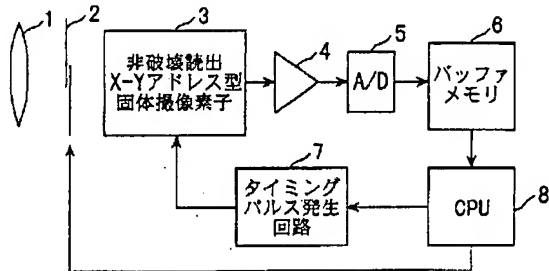 1
2
3
4
5
6
非破壊読出
X-Yアドレス型
固体撮像素子
A/D
バッファ
メモリ
7
タイミング
パルス発生
回路
CPU
8